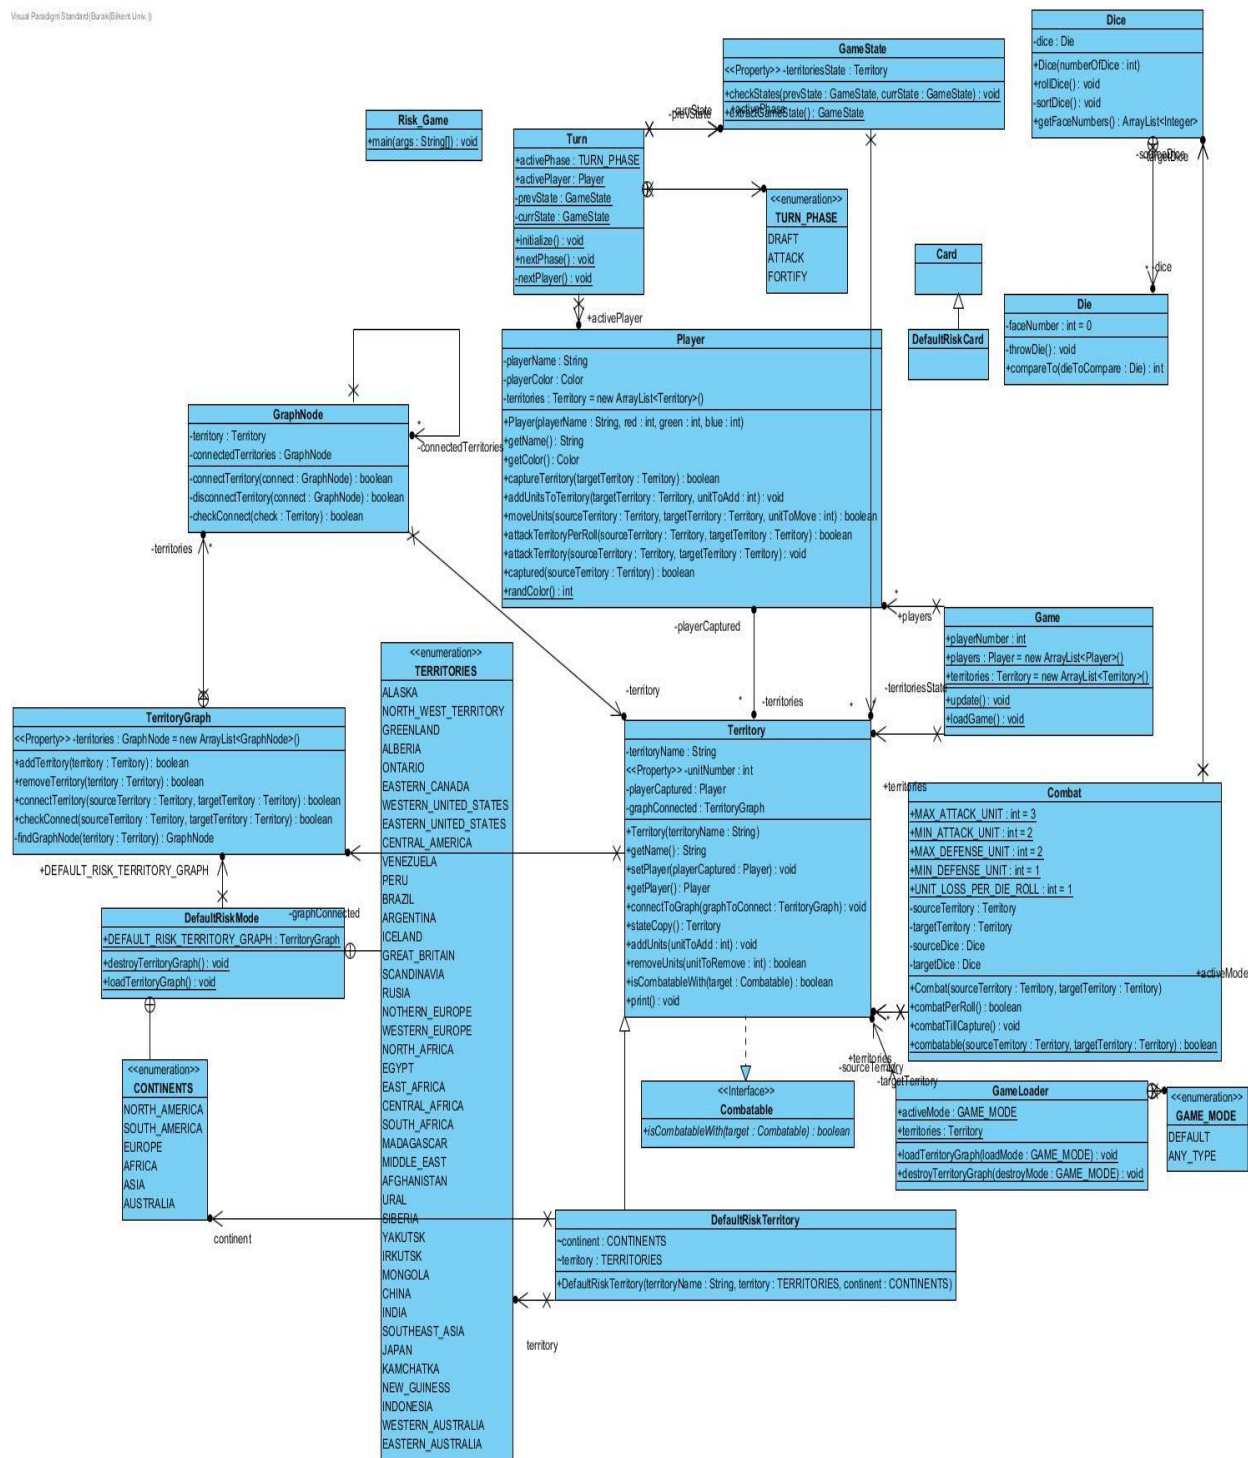 Visual Paradigm Standard(Burak(Bilkent Univ. ))
Dice
-dice : Die
+Dice(numberOfDice : int)
+rollDice() : void
-sortDice() : void
+getFaceNumbers() : ArrayList<Integer>
-sourceDice
-targetDice
GameState
<<Property>> -territoriesState : Territory
+checkStates(prevState : GameState, currState : GameState) : void
+extractGameState() : GameState
+activePhase
-currState
-prevState
Risk_Game
+main(args : String[]) : void
Turn
+activePhase : TURN_PHASE
+activePlayer : Player
-prevState : GameState
-currState : GameState
+initialize() : void
+nextPhase() : void
-nextPlayer() : void
+activePlayer
<<enumeration>>
TURN_PHASE
DRAFT
ATTACK
FORTIFY
Card
DefaultRiskCard
* -dice
Die
-faceNumber : int = 0
-throwDie() : void
+compareTo(dieToCompare : Die) : int
Player
-playerName : String
-playerColor : Color
-territories : Territory = new ArrayList<Territory>()
+Player(playerName : String, red : int, green : int, blue : int)
+getName() : String
+getColor() : Color
+captureTerritory(targetTerritory : Territory) : boolean
+addUnitsToTerritory(targetTerritory : Territory, unitToAdd : int) : void
+moveUnits(sourceTerritory : Territory, targetTerritory : Territory, unitToMove : int) : boolean
+attackTerritoryPerRoll(sourceTerritory : Territory, targetTerritory : Territory) : boolean
+attackTerritory(sourceTerritory : Territory, targetTerritory : Territory) : void
+captured(sourceTerritory : Territory) : boolean
+randColor() : int
GraphNode
-territory : Territory
-connectedTerritories : GraphNode
-connectTerritory(connect : GraphNode) : boolean
-disconnectTerritory(connect : GraphNode) : boolean
-checkConnect(check : Territory) : boolean
*
-connectedTerritories
-territories
*
-playerCaptured
*
+players
Game
+playerNumber : int
+players : Player = new ArrayList<Player>()
+territories : Territory = new ArrayList<Territory>()
+update() : void
+loadGame() : void
<<enumeration>>
TERRITORIES
ALASKA
NORTH_WEST_TERRITORY
GREENLAND
ALBERIA
ONTARIO
EASTERN_CANADA
WESTERN_UNITED_STATES
EASTERN_UNITED_STATES
CENTRAL_AMERICA
VENEZUELA
PERU
BRAZIL
ARGENTINA
ICELAND
GREAT_BRITAIN
SCANDINAVIA
RUSIA
NOTHERN_EUROPE
WESTERN_EUROPE
NORTH_AFRICA
EGYPT
EAST_AFRICA
CENTRAL_AFRICA
SOUTH_AFRICA
MADAGASCAR
MIDDLE_EAST
AFGHANISTAN
URAL
SIBERIA
YAKUTSK
IRKUTSK
MONGOLA
CHINA
INDIA
SOUTHEAST_ASIA
JAPAN
KAMCHATKA
NEW_GUINESS
INDONESIA
WESTERN_AUSTRALIA
EASTERN_AUSTRALIA
-territory
* -territories
-territoriesState
* *
TerritoryGraph
<<Property>> -territories : GraphNode = new ArrayList<GraphNode>()
+addTerritory(territory : Territory) : boolean
+removeTerritory(territory : Territory) : boolean
+connectTerritory(sourceTerritory : Territory, targetTerritory : Territory) : boolean
+checkConnect(sourceTerritory : Territory, targetTerritory : Territory) : boolean
-findGraphNode(territory : Territory) : GraphNode
+DEFAULT_RISK_TERRITORY_GRAPH
-graphConnected
DefaultRiskMode
+DEFAULT_RISK_TERRITORY_GRAPH : TerritoryGraph
+destroyTerritoryGraph() : void
+loadTerritoryGraph() : void
<<enumeration>>
CONTINENTS
NORTH_AMERICA
SOUTH_AMERICA
EUROPE
AFRICA
ASIA
AUSTRALIA
continent
Territory
-territoryName : String
<<Property>> -unitNumber : int
-playerCaptured : Player
-graphConnected : TerritoryGraph
+Territory(territoryName : String)
+getName() : String
+setPlayer(playerCaptured : Player) : void
+getPlayer() : Player
+connectToGraph(graphToConnect : TerritoryGraph) : void
+stateCopy() : Territory
+addUnits(unitToAdd : int) : void
+removeUnits(unitToRemove : int) : boolean
+isCombatableWith(target : Combatable) : boolean
+print() : void
+territories
Combat
+MAX_ATTACK_UNIT : int = 3
+MIN_ATTACK_UNIT : int = 2
+MAX_DEFENSE_UNIT : int = 2
+MIN_DEFENSE_UNIT : int = 1
+UNIT_LOSS_PER_DIE_ROLL : int = 1
-sourceTerritory : Territory
-targetTerritory : Territory
-sourceDice : Dice
-targetDice : Dice
+Combat(sourceTerritory : Territory, targetTerritory : Territory)
+combatPerRoll() : boolean
+combatTillCapture() : void
+combatable(sourceTerritory : Territory, targetTerritory : Territory) : boolean
+activeMode
*
+territories
-sourceTerritory
-targetTerritory
<<Interface>>
Combatable
+isCombatableWith(target : Combatable) : boolean
GameLoader
+activeMode : GAME_MODE
+territories : Territory
+loadTerritoryGraph(loadMode : GAME_MODE) : void
+destroyTerritoryGraph(destroyMode : GAME_MODE) : void
<<enumeration>>
GAME_MODE
DEFAULT
ANY_TYPE
DefaultRiskTerritory
~continent : CONTINENTS
~territory : TERRITORIES
+DefaultRiskTerritory(territoryName : String, territory : TERRITORIES, continent : CONTINENTS)
territory